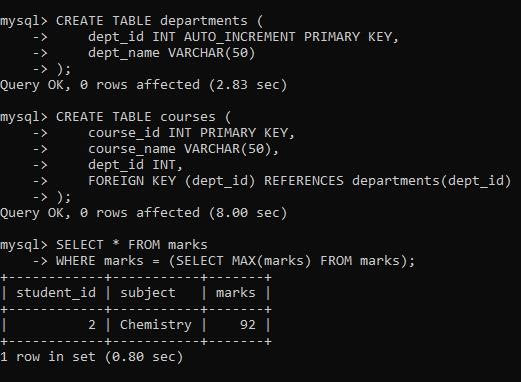 mysql> CREATE TABLE departments (
    ->     dept_id INT AUTO_INCREMENT PRIMARY KEY,
    ->     dept_name VARCHAR(50)
    -> );
Query OK, 0 rows affected (2.83 sec)
mysql> CREATE TABLE courses (
    ->     course_id INT PRIMARY KEY,
    ->     course_name VARCHAR(50),
    ->     dept_id INT,
    ->     FOREIGN KEY (dept_id) REFERENCES departments(dept_id)
    -> );
Query OK, 0 rows affected (8.00 sec)
mysql> SELECT * FROM marks
    -> WHERE marks = (SELECT MAX(marks) FROM marks);
+------------+-----------+-------+
| student_id | subject   | marks |
+------------+-----------+-------+
|          2 | Chemistry |    92 |
+------------+-----------+-------+
1 row in set (0.80 sec)